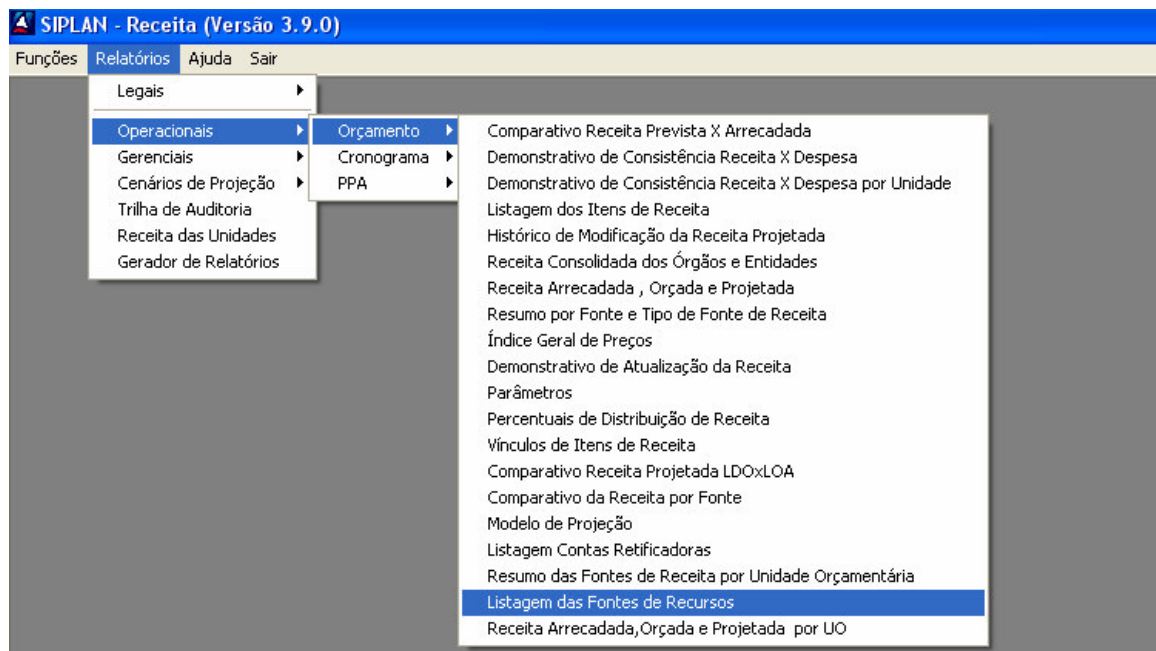 SIPLAN - Receita (Versão 3.9.0)
Funções Relatórios Ajuda Sair
Legais
Operacionais
Gerenciais
Cenários de Projeção
Trilha de Auditoria
Receita das Unidades
Gerador de Relatórios
Orçamento
Cronograma
PPA
Comparativo Receita Prevista X Arrecadada
Demonstrativo de Consistência Receita X Despesa
Demonstrativo de Consistência Receita X Despesa por Unidade
Listagem dos Itens de Receita
Histórico de Modificação da Receita Projetada
Receita Consolidada dos Órgãos e Entidades
Receita Arrecadada , Orçada e Projetada
Resumo por Fonte e Tipo de Fonte de Receita
Índice Geral de Preços
Demonstrativo de Atualização da Receita
Parâmetros
Percentuais de Distribuição de Receita
Vínculos de Itens de Receita
Comparativo Receita Projetada LDOxLOA
Comparativo da Receita por Fonte
Modelo de Projeção
Listagem Contas Retificadoras
Resumo das Fontes de Receita por Unidade Orçamentária
Listagem das Fontes de Recursos
Receita Arrecadada,Orçada e Projetada por UO